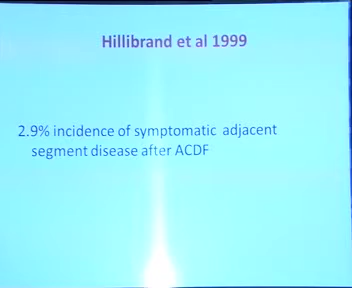 Hillibrand et al 1999
2.9% incidence of symptomatic adjacent
segment disease after ACDF